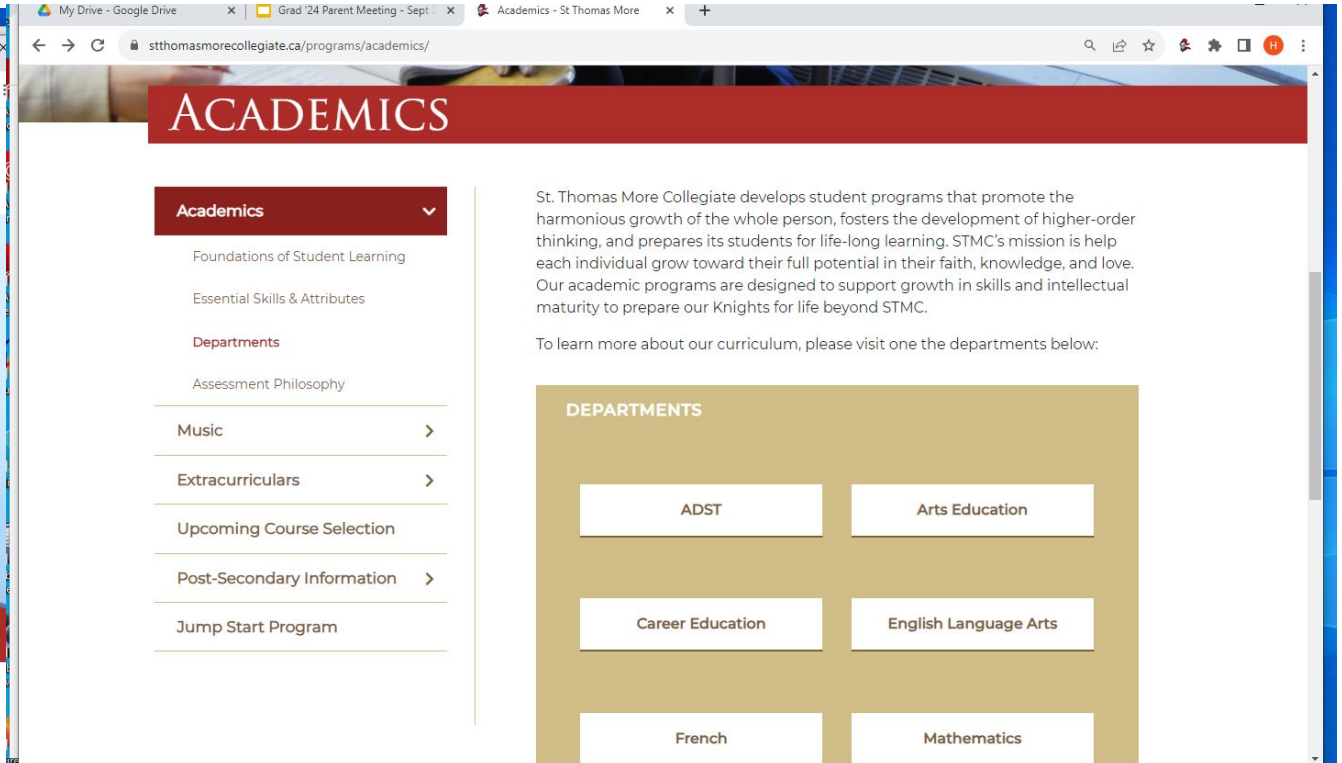 My Drive - Google Drive
Grad '24 Parent Meeting - Sept
Academics - St Thomas More
stthomasmorecollegiate.ca/programs/academics/
H
ACADEMICS
Academics
Foundations of Student Learning
Essential Skills & Attributes
Departments
Assessment Philosophy
Music
Extracurriculars
Upcoming Course Selection
Post-Secondary Information
Jump Start Program
St. Thomas More Collegiate develops student programs that promote the
harmonious growth of the whole person, fosters the development of higher-order
thinking, and prepares its students for life-long learning. STMC's mission is help
each individual grow toward their full potential in their faith, knowledge, and love.
Our academic programs are designed to support growth in skills and intellectual
maturity to prepare our Knights for life beyond STMC.
To learn more about our curriculum, please visit one the departments below:
DEPARTMENTS
ADST
Arts Education
Career Education
English Language Arts
French
Mathematics